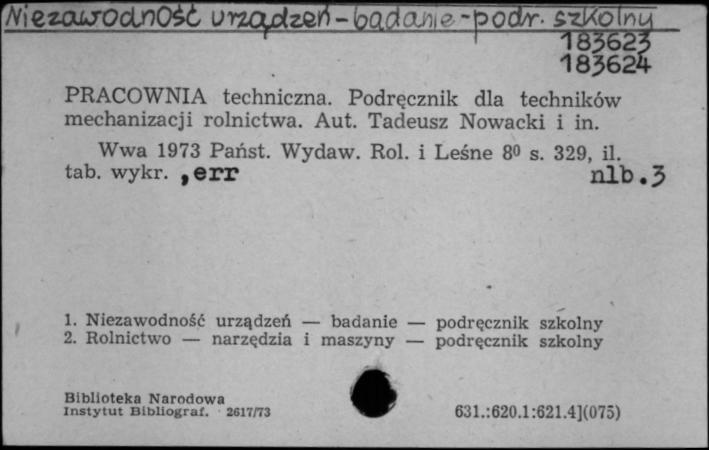 Niezawodność urządzeń - badanie - podr. szkolny
183623
183624
PRACOWNIA techniczna. Podręcznik dla techników
mechanizacji rolnictwa. Aut. Tadeusz Nowacki i in.
Wwa 1973 Państ. Wydaw. Rol. i Leśne 8⁰ s. 329, il.
tab. wykr. ,err nlb.3
1. Niezawodność urządzeń — badanie — podręcznik szkolny
2. Rolnictwo — narzędzia i maszyny — podręcznik szkolny
Biblioteka Narodowa
Instytut Bibliograf. 2617/73 631.:620.1:621.4](075)